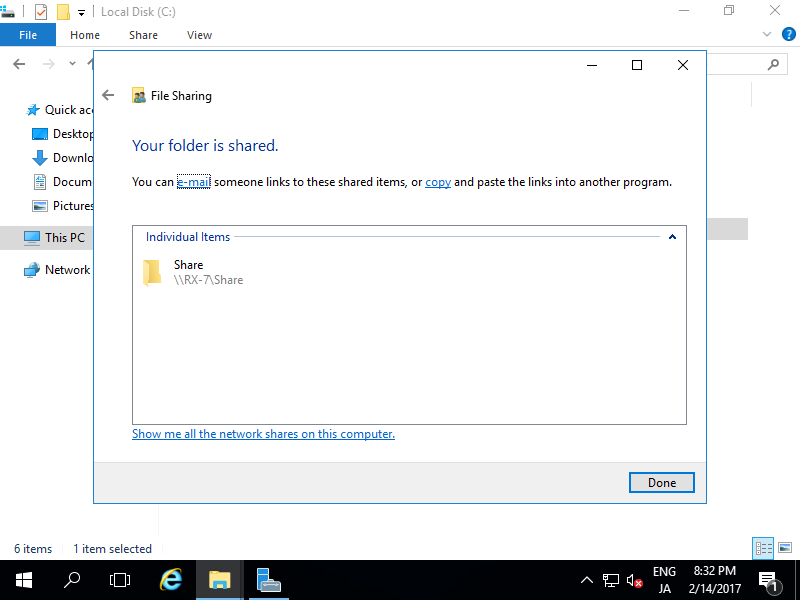 Local Disk (C:)
File Home Share View
File Sharing
Quick acc
Desktop
Downlo
Docum
Pictures
This PC
Network
Your folder is shared.
You can e-mail someone links to these shared items, or copy and paste the links into another program.
Individual Items
Share
\\RX-7\Share
Show me all the network shares on this computer.
Done
6 items 1 item selected
ENG 8:32 PM
JA 2/14/2017
1